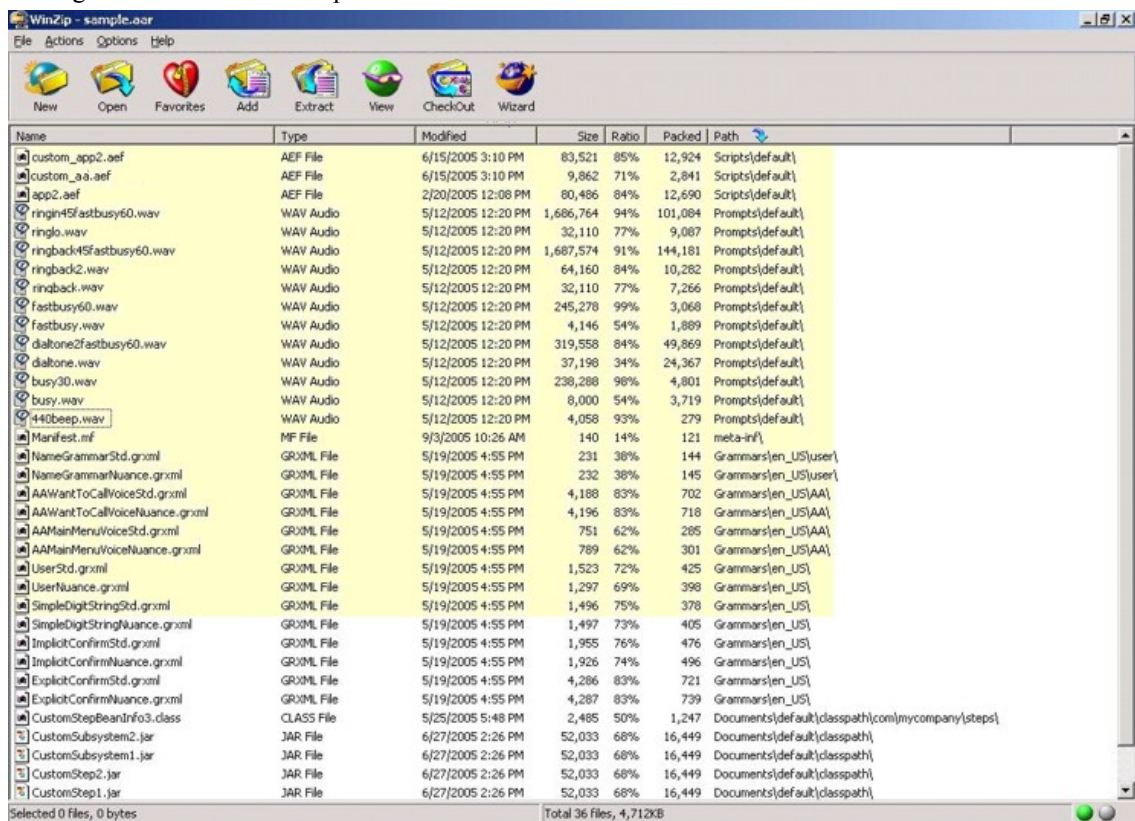 WinZip - sample.aar
File Actions Options Help
New Open Favorites Add Extract View CheckOut Wizard
Name Type Modified Size Ratio Packed Path
custom_app2.aef AEF File 6/15/2005 3:10 PM 83,521 85% 12,924 Scripts\default\
custom_aa.aef AEF File 6/15/2005 3:10 PM 9,862 71% 2,841 Scripts\default\
app2.aef AEF File 2/20/2005 12:08 PM 80,486 84% 12,690 Scripts\default\
ringin45fastbusy60.wav WAV Audio 5/12/2005 12:20 PM 1,686,764 94% 101,084 Prompts\default\
ringlo.wav WAV Audio 5/12/2005 12:20 PM 32,110 77% 9,087 Prompts\default\
ringback45fastbusy60.wav WAV Audio 5/12/2005 12:20 PM 1,687,574 91% 144,181 Prompts\default\
ringback2.wav WAV Audio 5/12/2005 12:20 PM 64,160 84% 10,282 Prompts\default\
ringback.wav WAV Audio 5/12/2005 12:20 PM 32,110 77% 7,266 Prompts\default\
fastbusy60.wav WAV Audio 5/12/2005 12:20 PM 245,278 99% 3,068 Prompts\default\
fastbusy.wav WAV Audio 5/12/2005 12:20 PM 4,146 54% 1,889 Prompts\default\
dialtone2fastbusy60.wav WAV Audio 5/12/2005 12:20 PM 319,558 84% 49,869 Prompts\default\
dialtone.wav WAV Audio 5/12/2005 12:20 PM 37,198 34% 24,367 Prompts\default\
busy30.wav WAV Audio 5/12/2005 12:20 PM 238,288 98% 4,801 Prompts\default\
busy.wav WAV Audio 5/12/2005 12:20 PM 8,000 54% 3,719 Prompts\default\
440beep.wav WAV Audio 5/12/2005 12:20 PM 4,058 93% 279 Prompts\default\
Manifest.mf MF File 9/3/2005 10:26 AM 140 14% 121 meta-inf\
NameGrammarStd.grxml GRXML File 5/19/2005 4:55 PM 231 38% 144 Grammars\en_US\user\
NameGrammarNuance.grxml GRXML File 5/19/2005 4:55 PM 232 38% 145 Grammars\en_US\user\
AAWantToCallVoiceStd.grxml GRXML File 5/19/2005 4:55 PM 4,188 83% 702 Grammars\en_US\AA\
AAWantToCallVoiceNuance.grxml GRXML File 5/19/2005 4:55 PM 4,196 83% 718 Grammars\en_US\AA\
AAMainMenuVoiceStd.grxml GRXML File 5/19/2005 4:55 PM 751 62% 285 Grammars\en_US\AA\
AAMainMenuVoiceNuance.grxml GRXML File 5/19/2005 4:55 PM 789 62% 301 Grammars\en_US\AA\
UserStd.grxml GRXML File 5/19/2005 4:55 PM 1,523 72% 425 Grammars\en_US\
UserNuance.grxml GRXML File 5/19/2005 4:55 PM 1,297 69% 398 Grammars\en_US\
SimpleDigitStringStd.grxml GRXML File 5/19/2005 4:55 PM 1,496 75% 378 Grammars\en_US\
SimpleDigitStringNuance.grxml GRXML File 5/19/2005 4:55 PM 1,497 73% 405 Grammars\en_US\
ImplicitConfirmStd.grxml GRXML File 5/19/2005 4:55 PM 1,955 76% 476 Grammars\en_US\
ImplicitConfirmNuance.grxml GRXML File 5/19/2005 4:55 PM 1,926 74% 496 Grammars\en_US\
ExplicitConfirmStd.grxml GRXML File 5/19/2005 4:55 PM 4,286 83% 721 Grammars\en_US\
ExplicitConfirmNuance.grxml GRXML File 5/19/2005 4:55 PM 4,287 83% 739 Grammars\en_US\
CustomStepBeanInfo3.class CLASS File 5/25/2005 5:48 PM 2,485 50% 1,247 Documents\default\classpath\com\mycompany\steps\
CustomSubsystem2.jar JAR File 6/27/2005 2:26 PM 52,033 68% 16,449 Documents\default\classpath\
CustomSubsystem1.jar JAR File 6/27/2005 2:26 PM 52,033 68% 16,449 Documents\default\classpath\
CustomStep2.jar JAR File 6/27/2005 2:26 PM 52,033 68% 16,449 Documents\default\classpath\
CustomStep1.jar JAR File 6/27/2005 2:26 PM 52,033 68% 16,449 Documents\default\classpath\
Selected 0 files, 0 bytes Total 36 files, 4,712KB